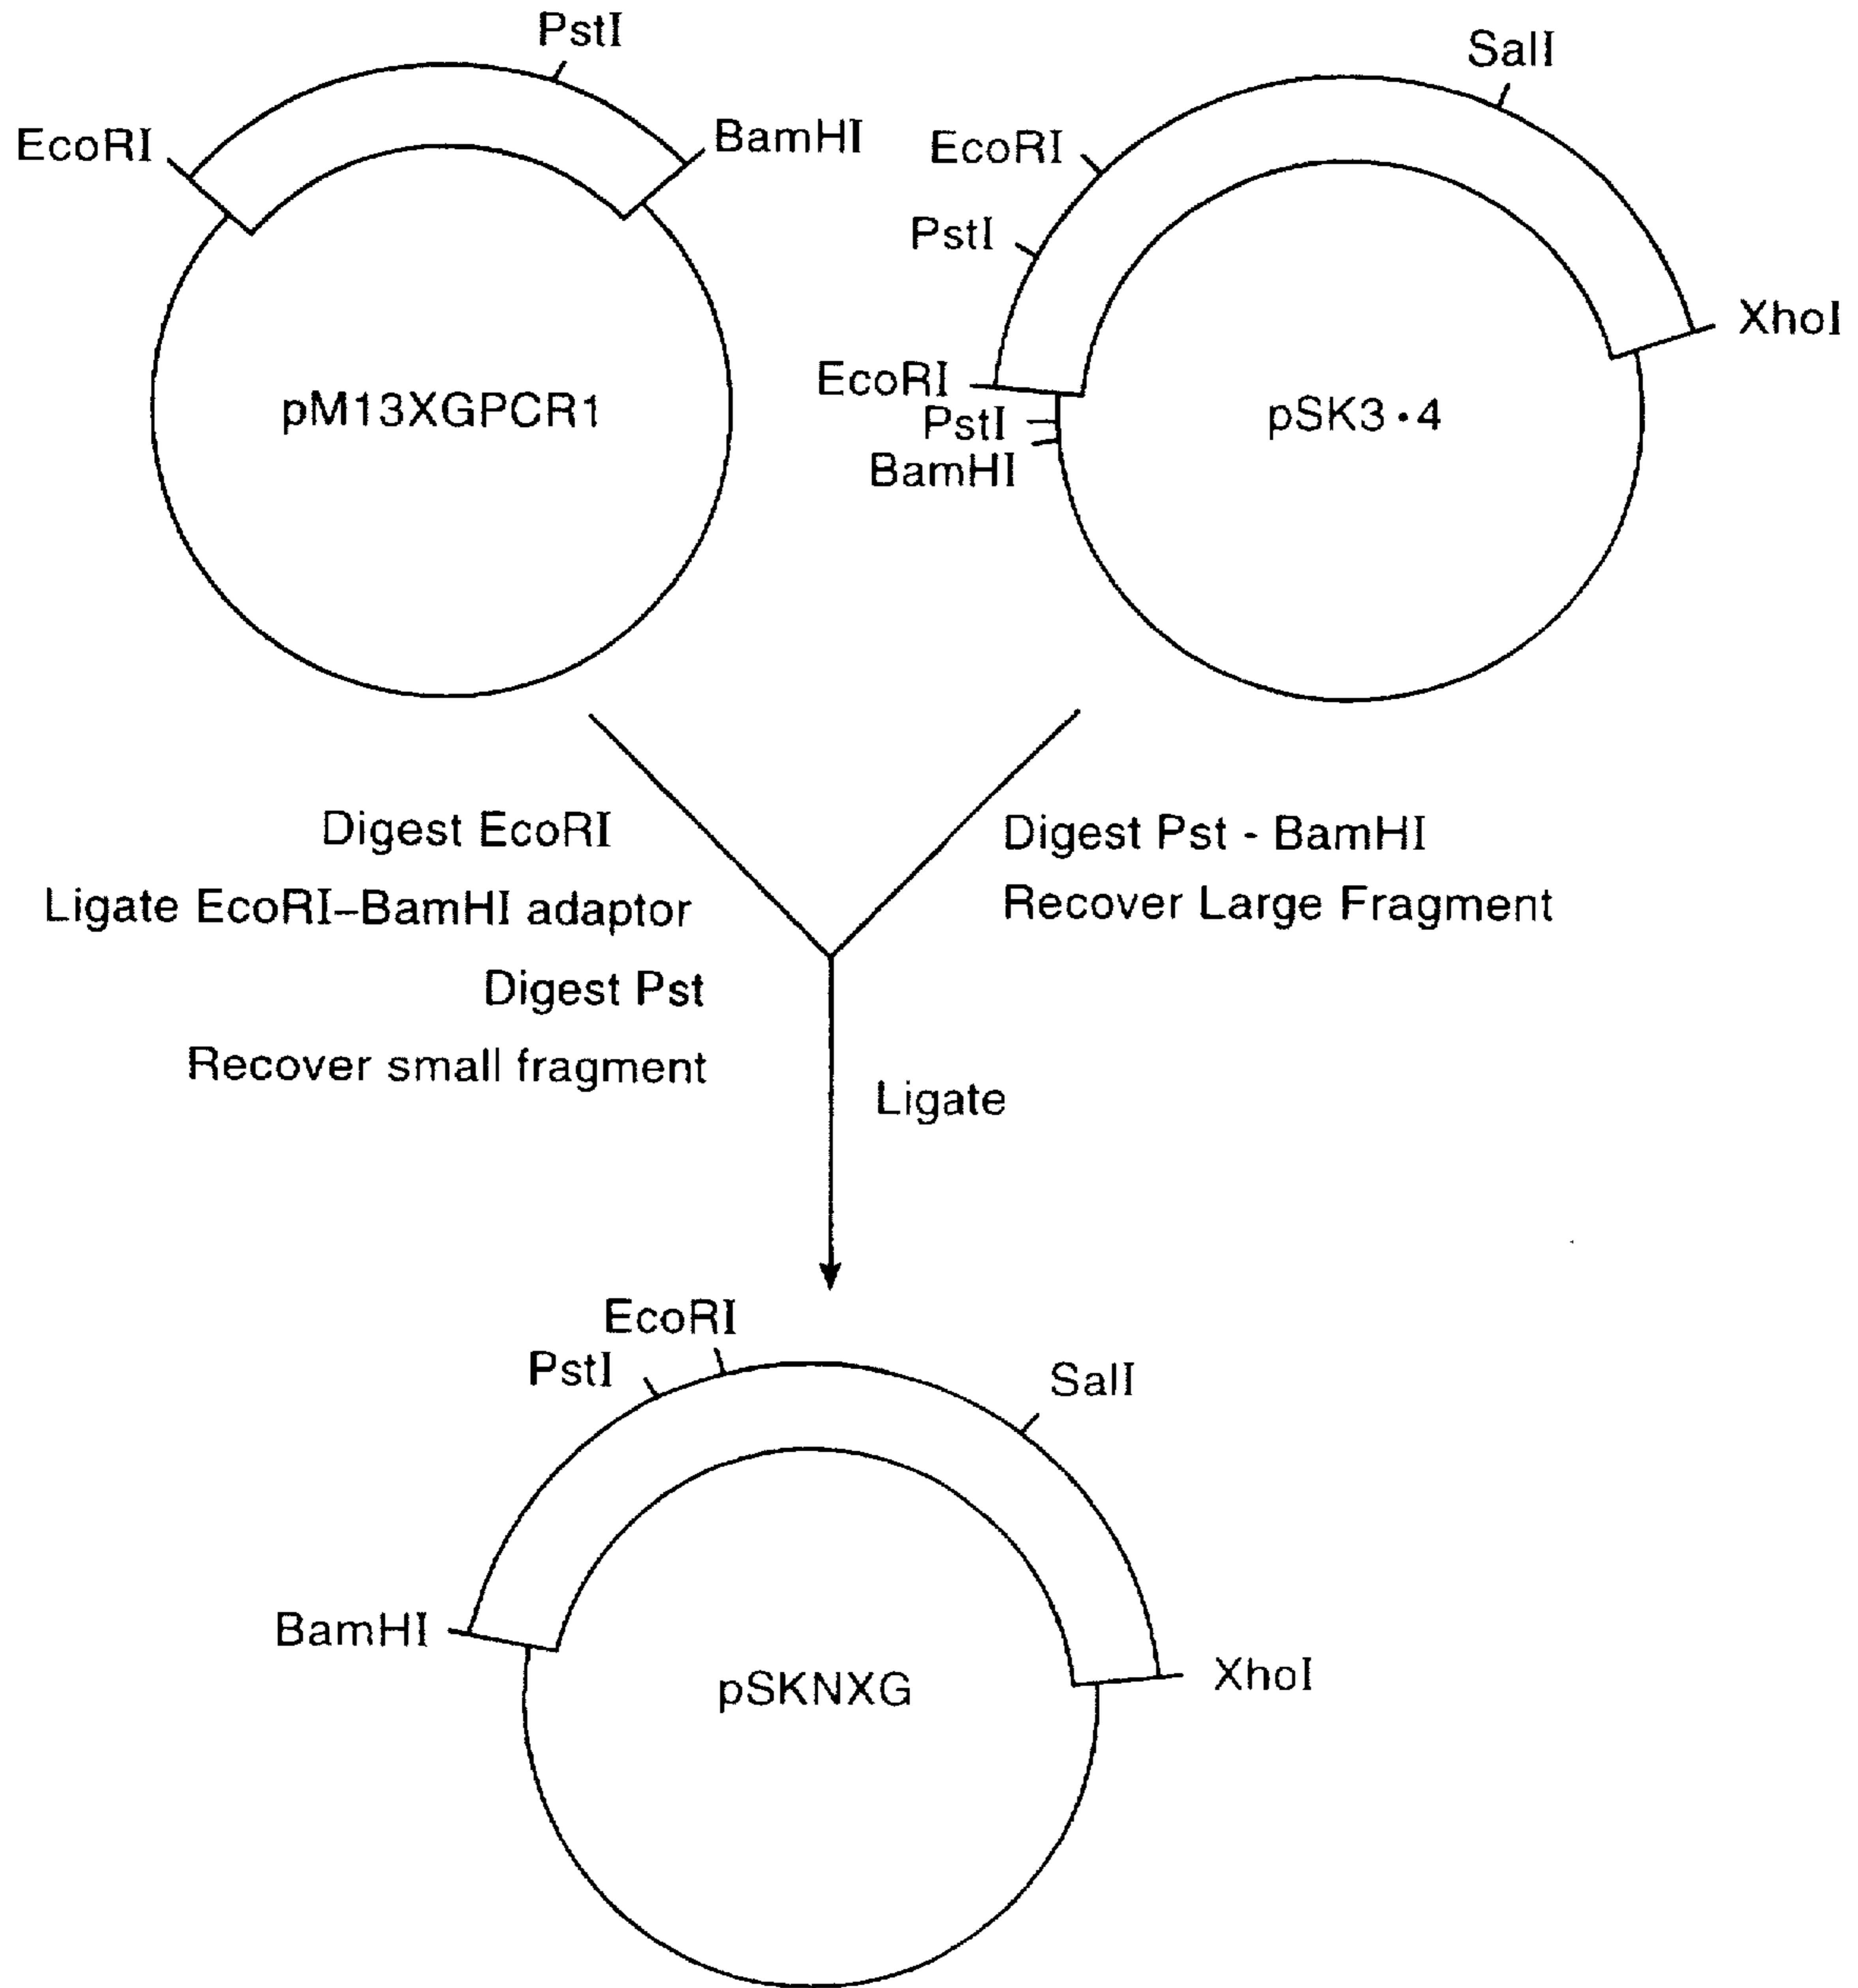 PstI
EcoRI
BamHI
pM13XGPCR1
SalI
EcoRI
PstI
XhoI
EcoRI
PstI
BamHI
pSK3·4
Digest EcoRI
Ligate EcoRI–BamHI adaptor
Digest Pst
Recover small fragment
Digest Pst - BamHI
Recover Large Fragment
Ligate
EcoRI
PstI
SalI
BamHI
XhoI
pSKNXG